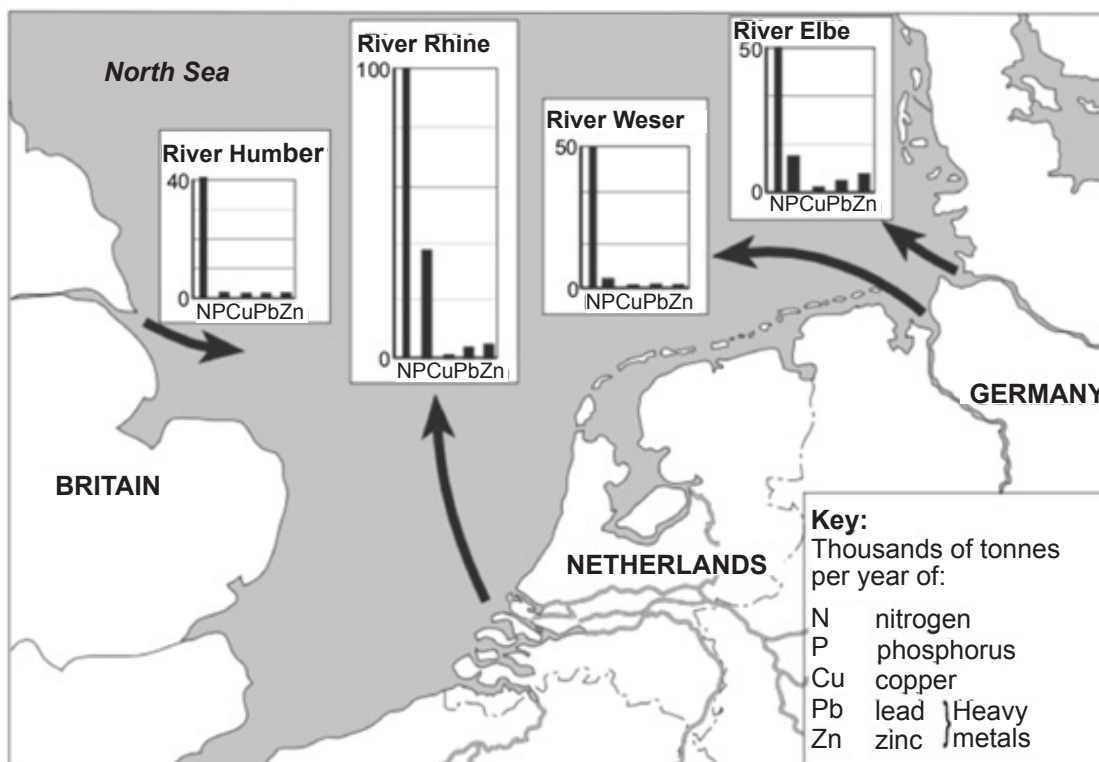 North Sea
River Humber
40
0
NPCuPbZn
River Rhine
100
0
NPCuPbZn
River Weser
50
0
NPCuPbZn
River Elbe
50
0
NPCuPbZn
BRITAIN
NETHERLANDS
GERMANY
Key:
Thousands of tonnes
per year of:
N nitrogen
P phosphorus
Cu copper
Pb lead Heavy
Zn zinc metals